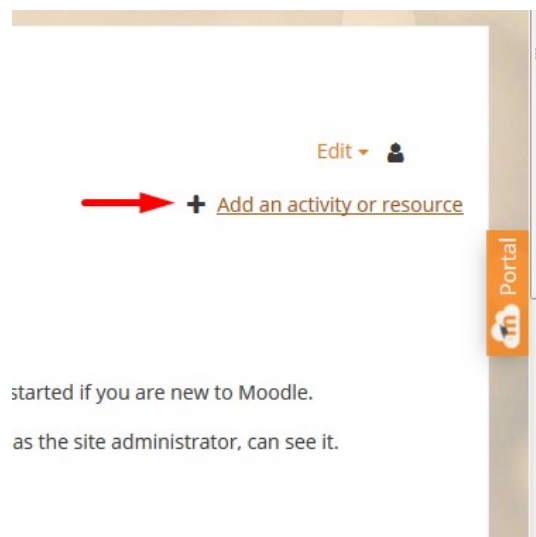 Edit
Add an activity or resource
Portal
started if you are new to Moodle.
as the site administrator, can see it.